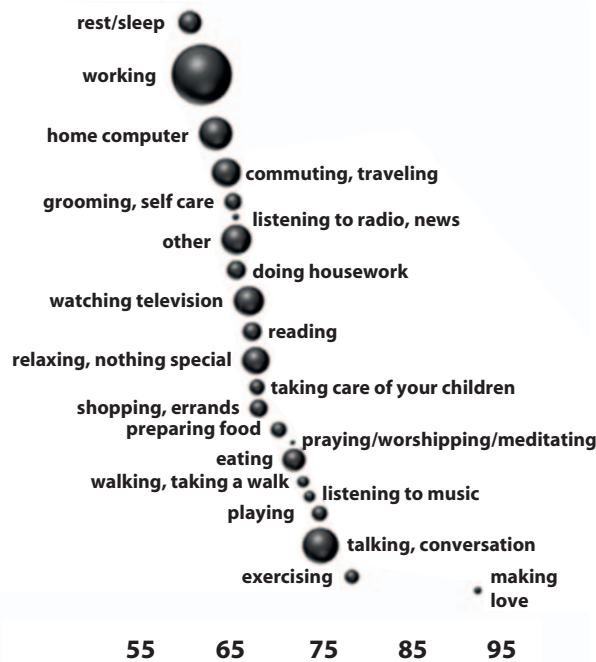 rest/sleep
working
home computer
commuting, traveling
grooming, self care
listening to radio, news
other
doing housework
watching television
reading
relaxing, nothing special
taking care of your children
shopping, errands
preparing food
praying/worshipping/meditating
eating
walking, taking a walk
listening to music
playing
talking, conversation
exercising
making
love
55 65 75 85 95